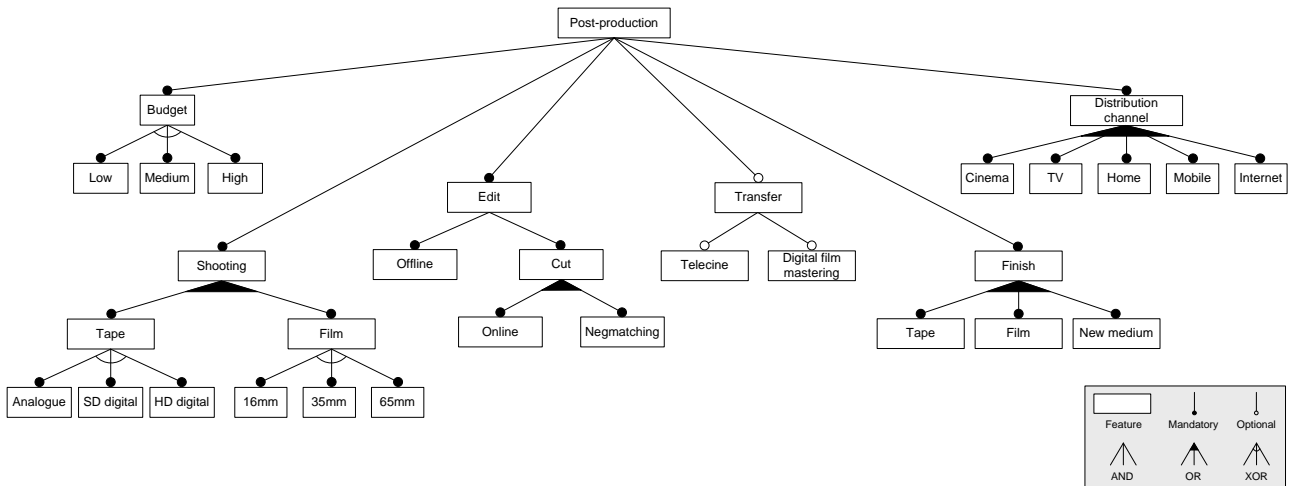 Post-production
Budget
Distribution
channel
Low
Medium
High
Cinema
TV
Home
Mobile
Internet
Edit
Transfer
Shooting
Offline
Cut
Telecine
Digital film
mastering
Finish
Tape
Film
Online
Negmatching
Tape
Film
New medium
Analogue
SD digital
HD digital
16mm
35mm
65mm
Feature
Mandatory
Optional
AND
OR
XOR